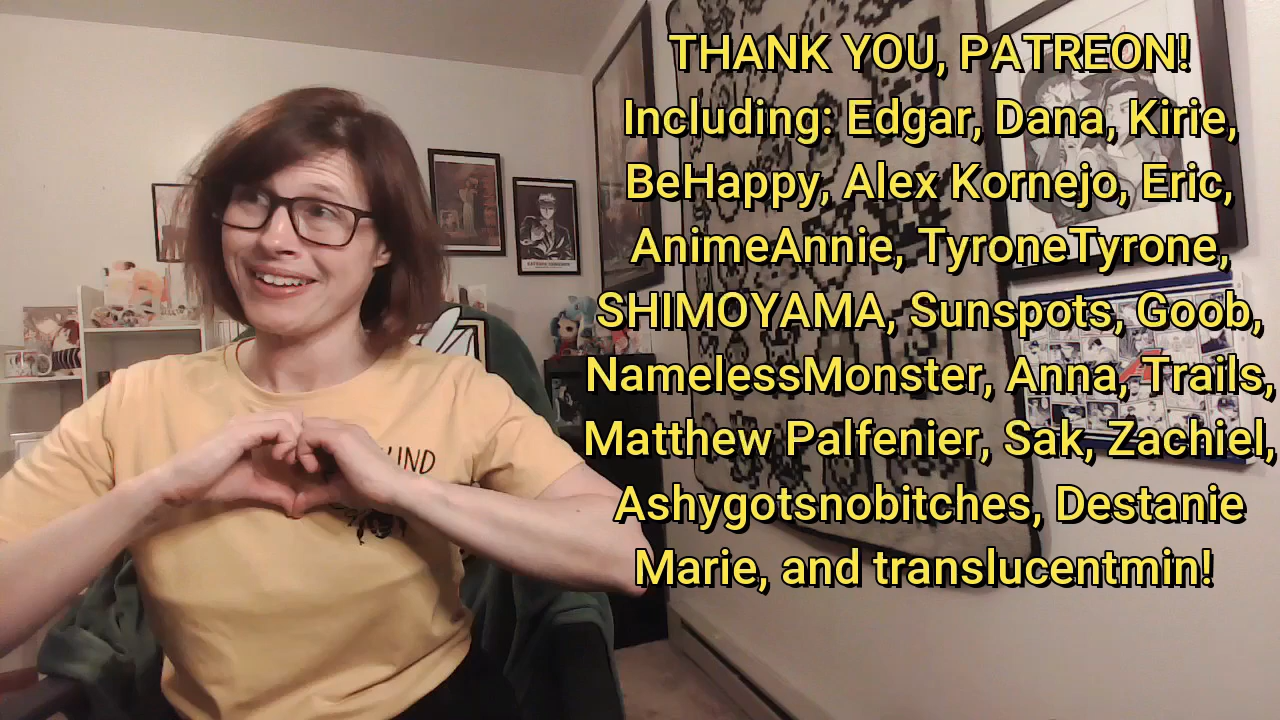 THANK YOU, PATREON!
Including: Edgar, Dana, Kirie,
BeHappy, Alex Kornejo, Eric,
AnimeAnnie, TyroneTyrone,
SHIMOYAMA, Sunspots, Goob,
NamelessMonster, Anna, Trails,
Matthew Palfenier, Sak, Zachiel,
Ashygotsnobitches, Destanie
Marie, and translucentmin!